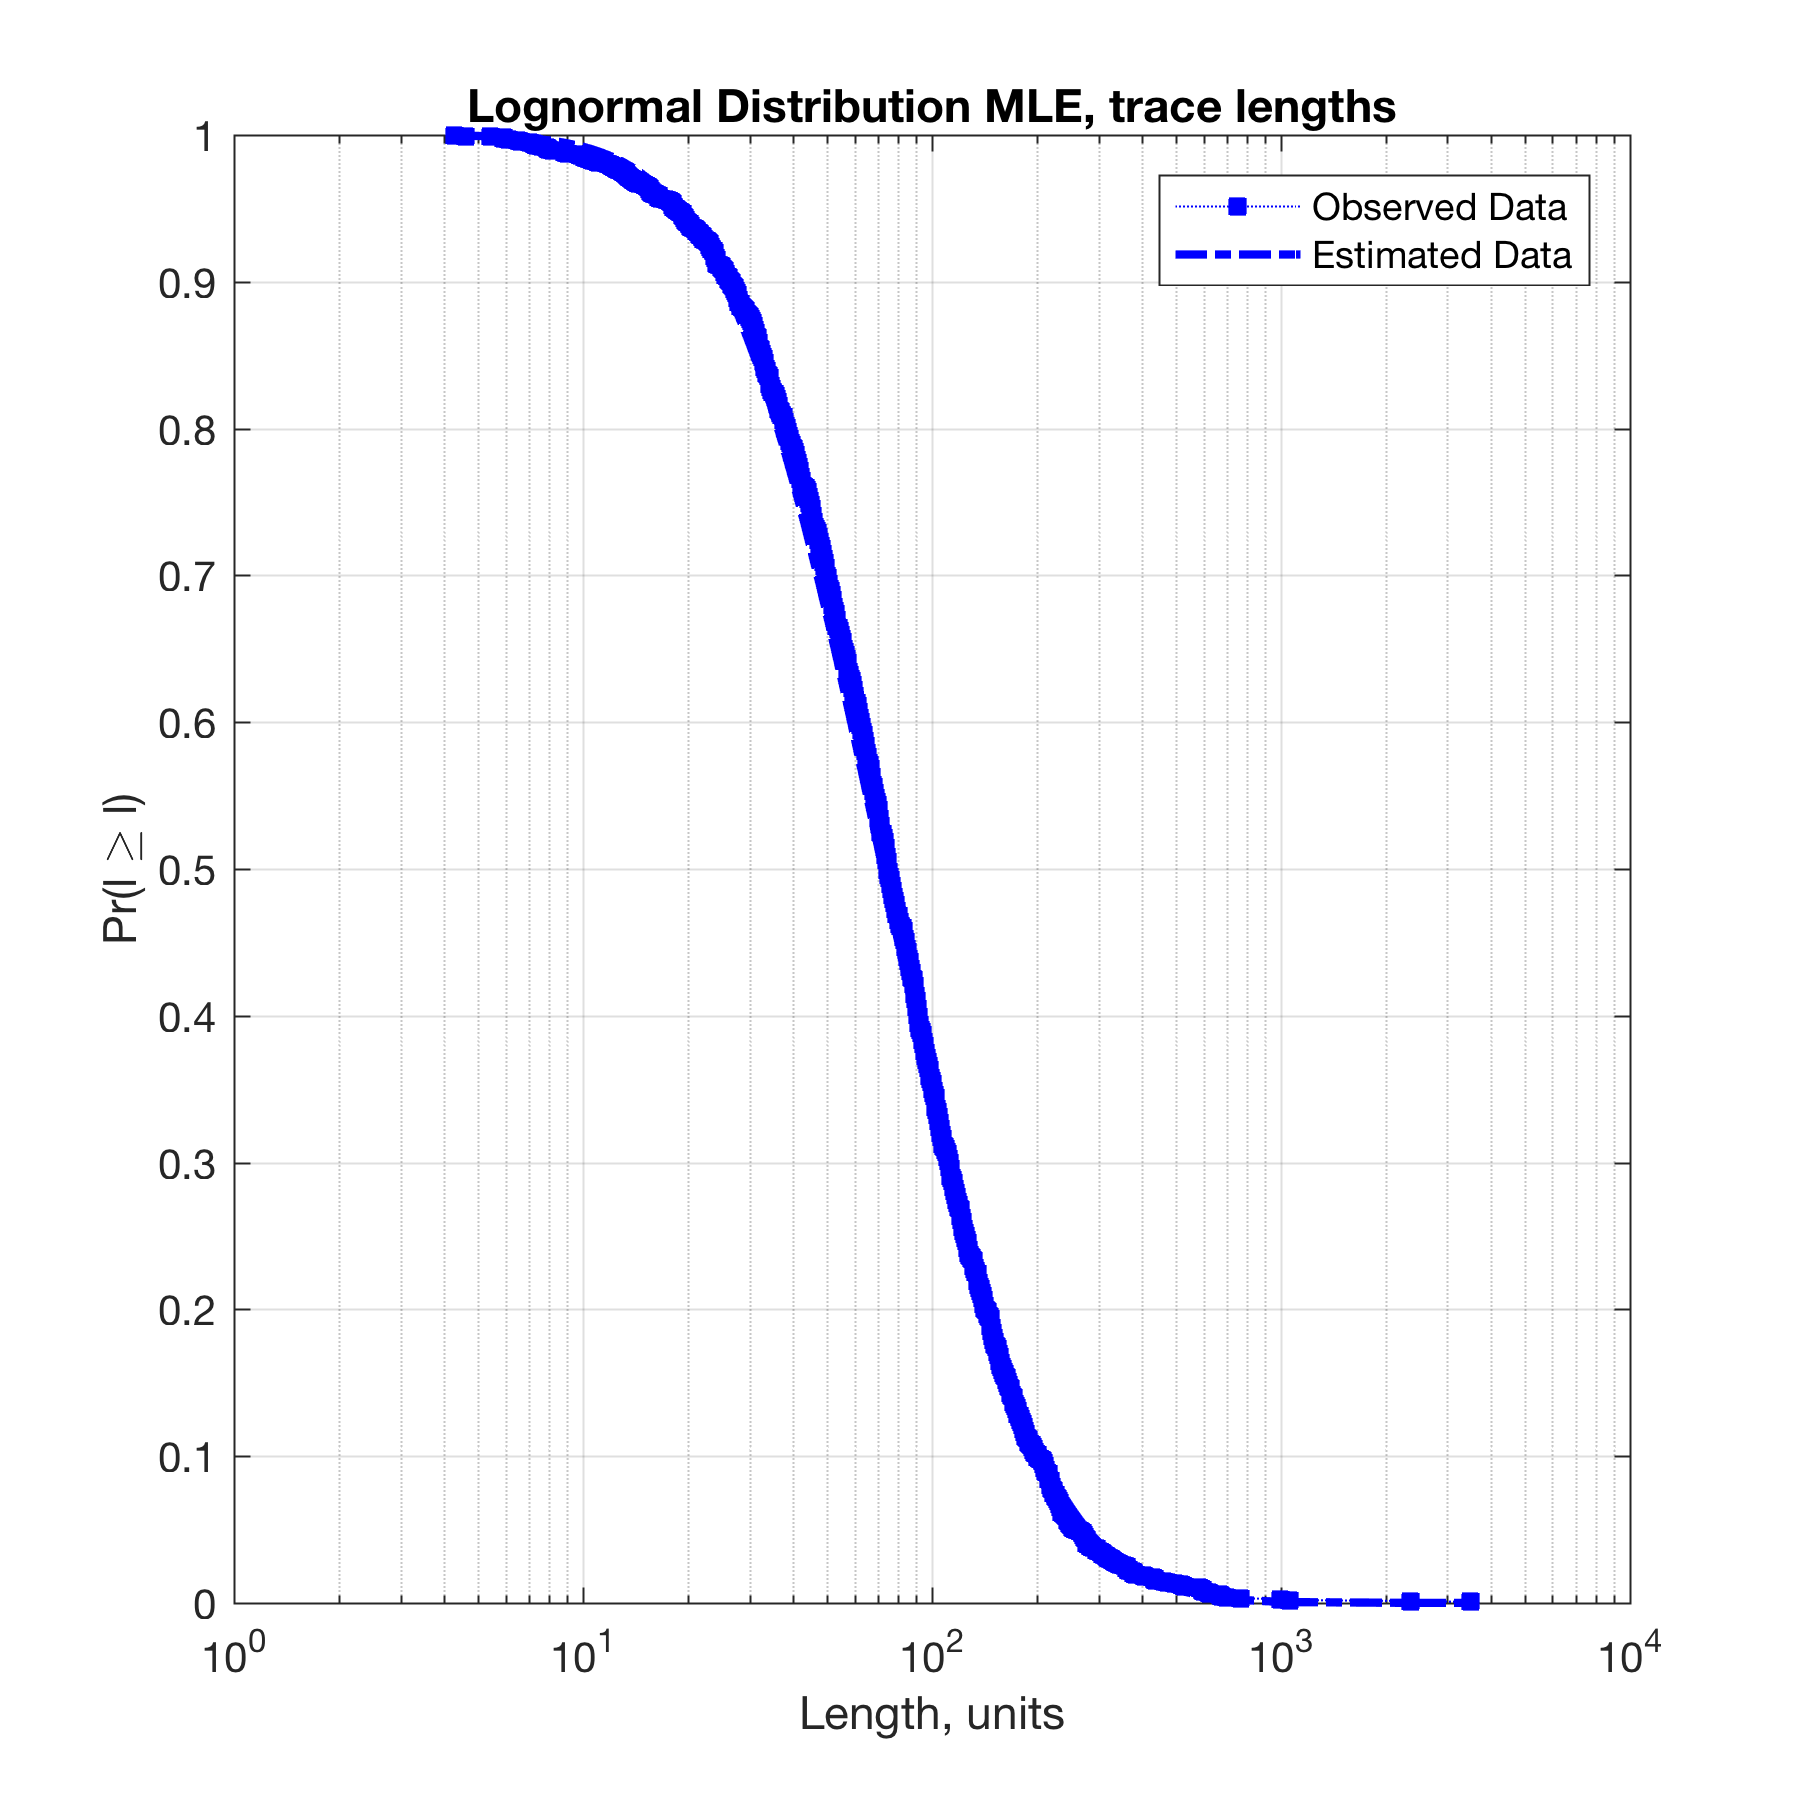 Lognormal Distribution MLE, trace lengths
Observed Data
Estimated Data
Pr(l ≥ l)
1
0.9
0.8
0.7
0.6
0.5
0.4
0.3
0.2
0.1
0
10^0 10^1 10^2 10^3 10^4
Length, units